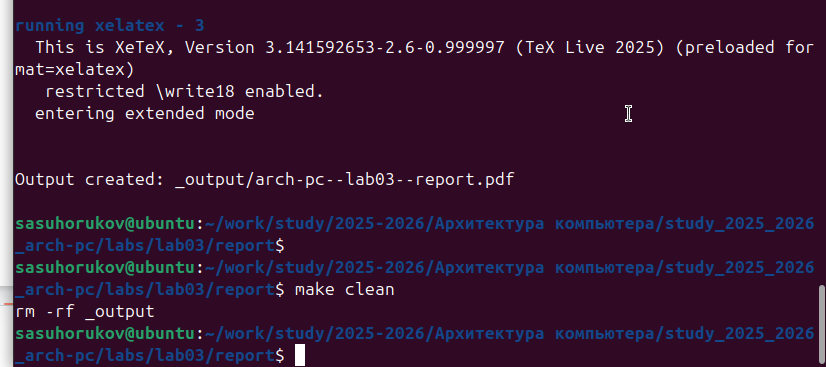 running xelatex - 3
This is XeTeX, Version 3.141592653-2.6-0.999997 (TeX Live 2025) (preloaded for
mat=xelatex)
restricted \write18 enabled.
entering extended mode
Output created: _output/arch-pc--lab03--report.pdf
sasuhorukov@ubuntu:~/work/study/2025-2026/Архитектура компьютера/study_2025_2026
_arch-pc/labs/lab03/report$
sasuhorukov@ubuntu:~/work/study/2025-2026/Архитектура компьютера/study_2025_2026
_arch-pc/labs/lab03/report$ make clean
rm -rf _output
sasuhorukov@ubuntu:~/work/study/2025-2026/Архитектура компьютера/study_2025_2026
_arch-pc/labs/lab03/report$